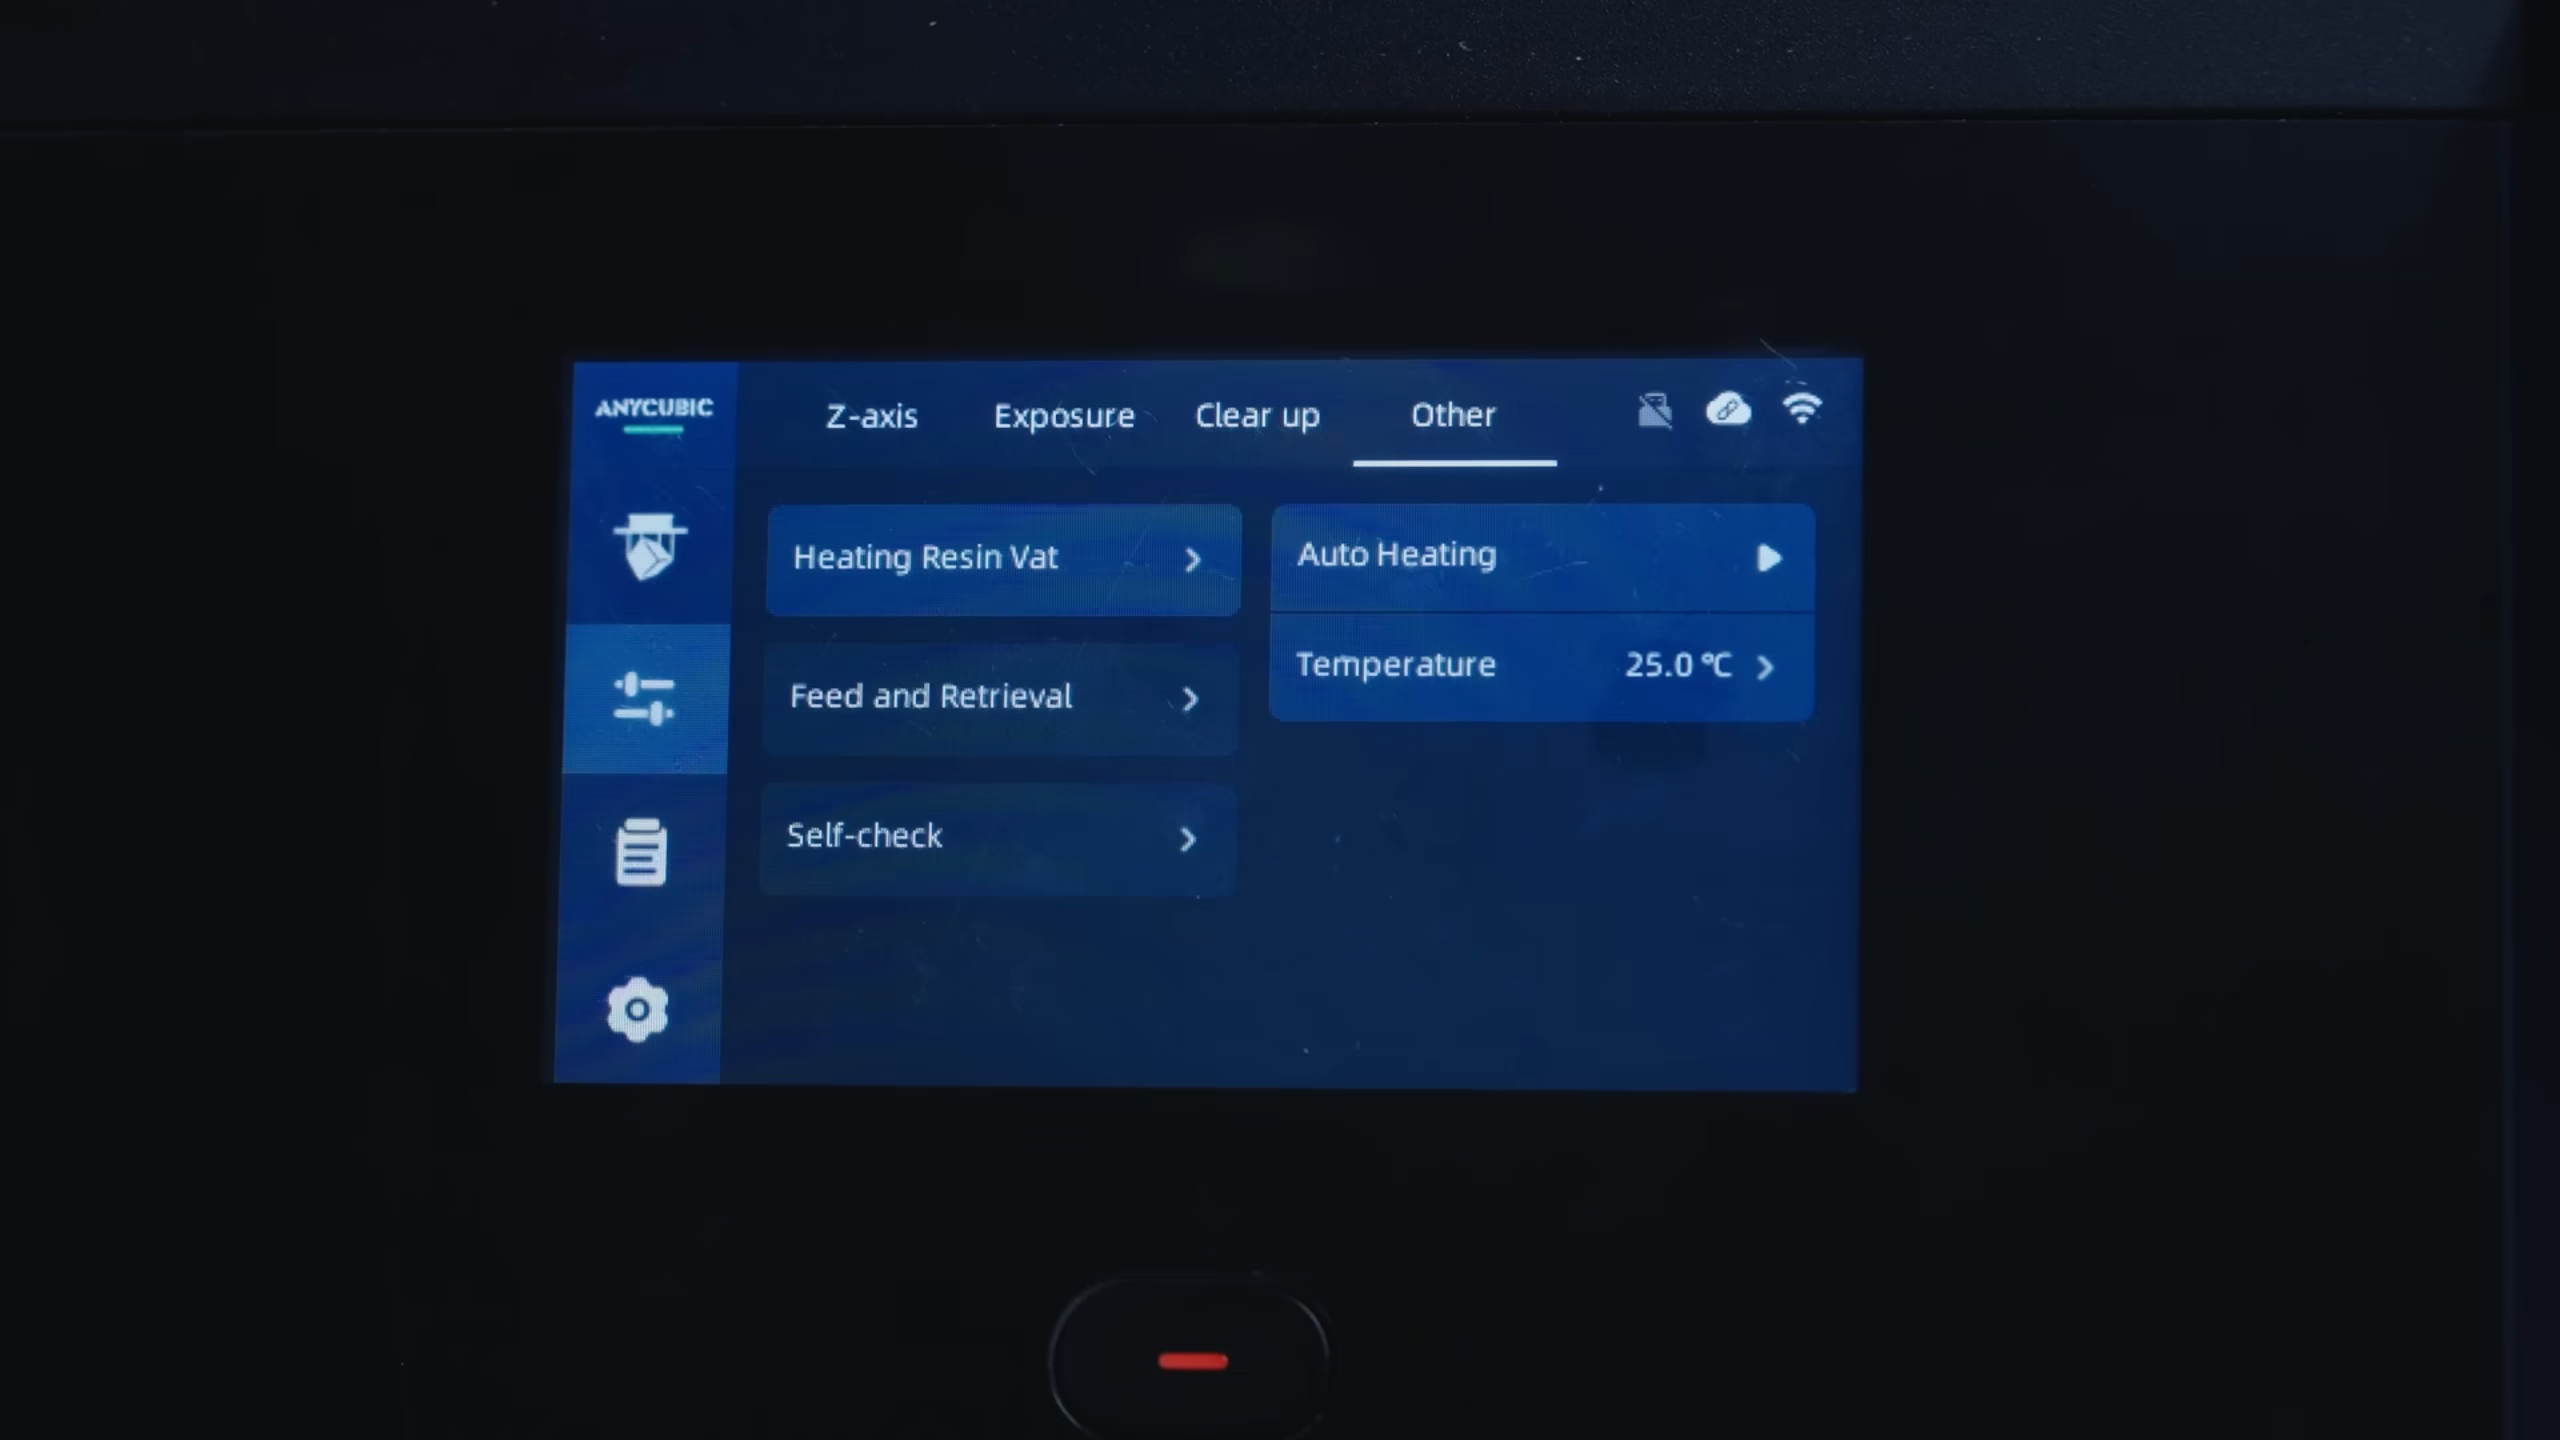 ANYCUBIC
Z-axis Exposure Clear up Other
Heating Resin Vat
Auto Heating
Temperature 25.0 ℃
Feed and Retrieval
Self-check